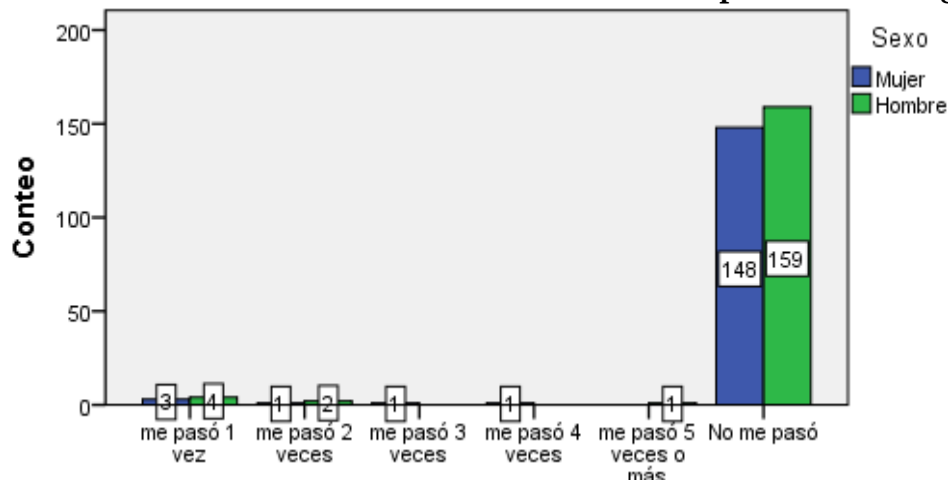 200
Sexo
Mujer
Hombre
150
Conteo
100
50
0
148
159
3
4
1
2
1
1
1
me pasó 1
vez
me pasó 2
veces
me pasó 3
veces
me pasó 4
veces
me pasó 5
veces o
más
No me pasó